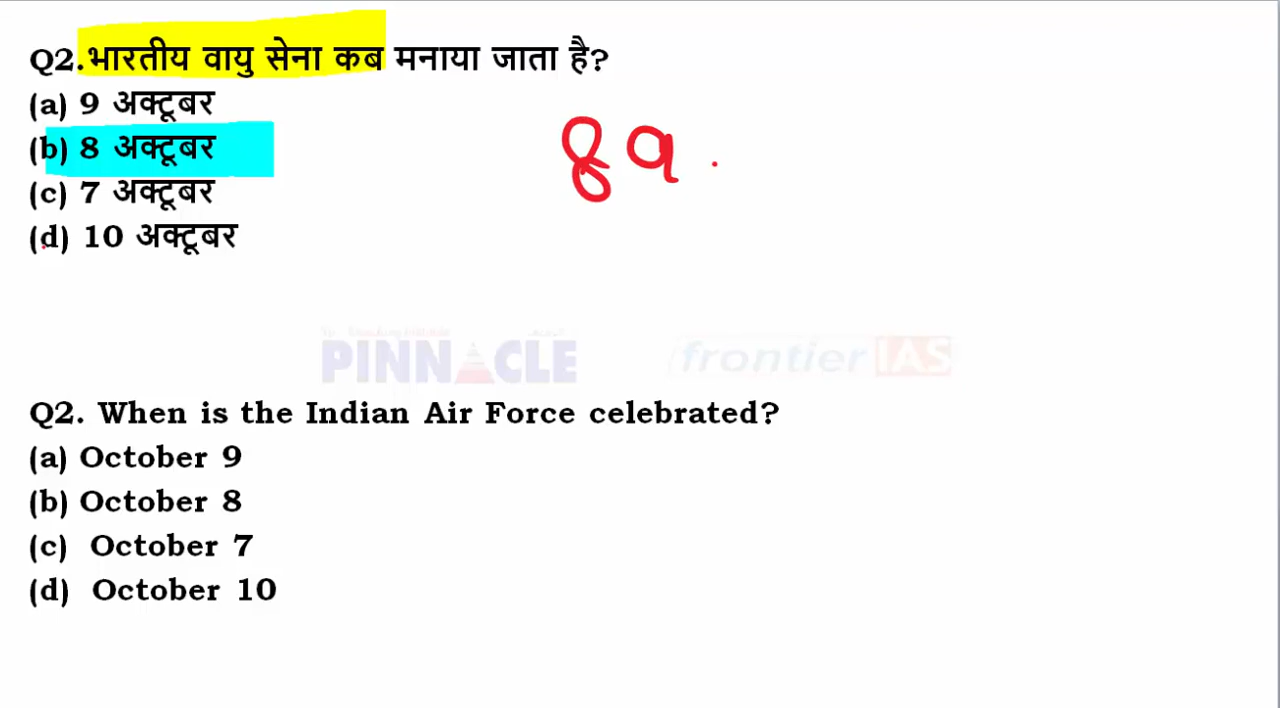 Q2.भारतीय वायु सेना कब मनाया जाता है?
(a) 9 अक्टूबर
(b) 8 अक्टूबर
89.
(c) 7 अक्टूबर
(d) 10 अक्टूबर
PINNACLE
frontier IAS
Q2. When is the Indian Air Force celebrated?
(a) October 9
(b) October 8
(c) October 7
(d) October 10